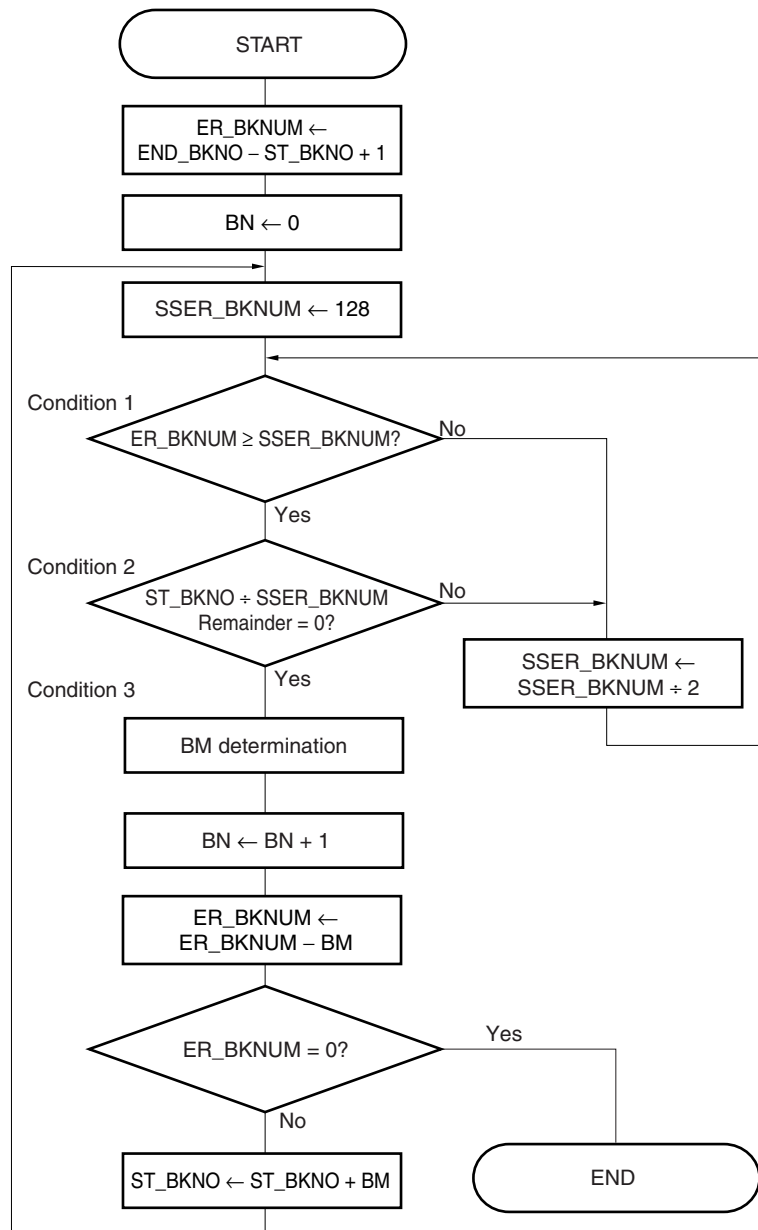 START
ER_BKNUM ←
END_BKNO – ST_BKNO + 1
BN ← 0
SSER_BKNUM ← 128
Condition 1
ER_BKNUM ≥ SSER_BKNUM?
No
Yes
Condition 2
ST_BKNO ÷ SSER_BKNUM
Remainder = 0?
No
Yes
SSER_BKNUM ←
SSER_BKNUM ÷ 2
Condition 3
BM determination
BN ← BN + 1
ER_BKNUM ←
ER_BKNUM – BM
ER_BKNUM = 0?
Yes
No
ST_BKNO ← ST_BKNO + BM
END